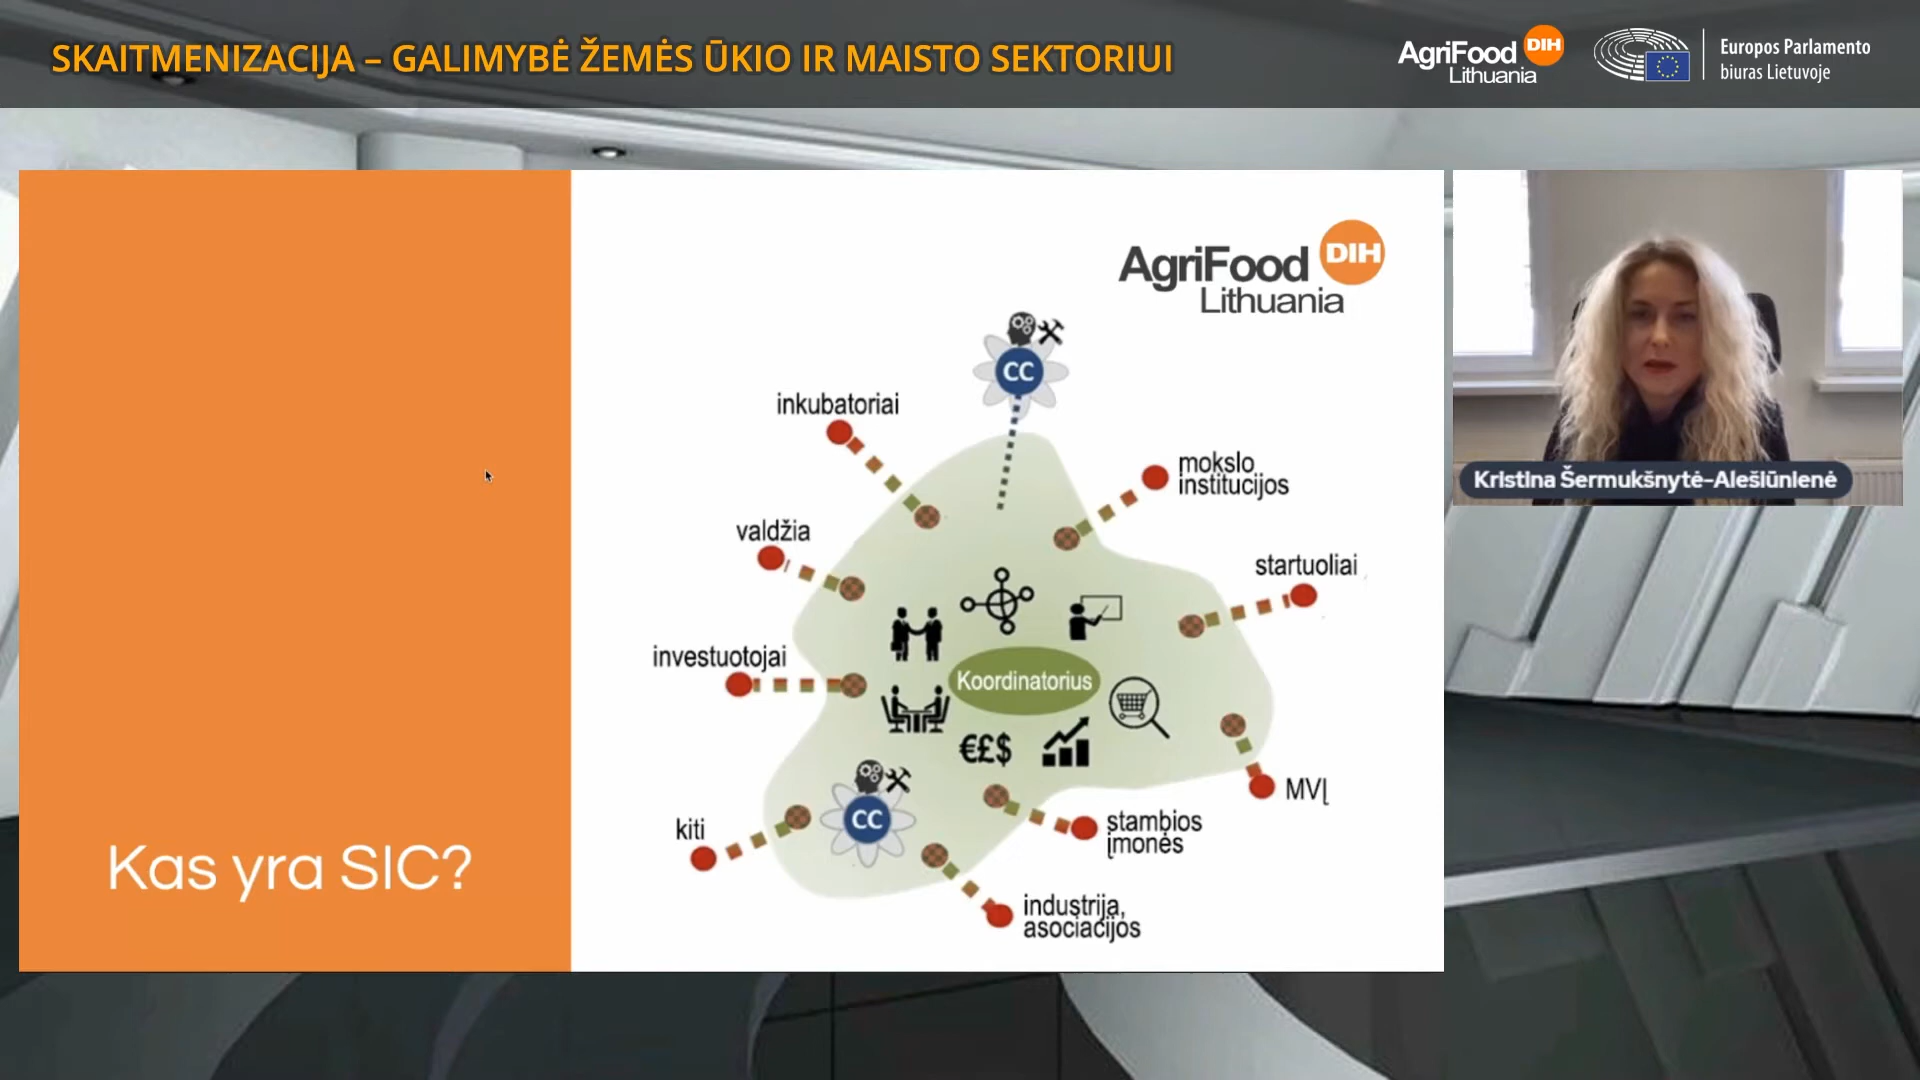 SKAITMENIZACIJA – GALIMYBĖ ŽEMĖS ŪKIO IR MAISTO SEKTORIUI
AgriFood DIH
Lithuania
Europos Parlamento
biuras Lietuvoje
AgriFood DIH
Lithuania
CC
inkubatoriai
mokslo
institucijos
valdžia
startuoliai
investuotojai
Koordinatorius
€£$
MVĮ
kiti
CC
stambios
įmonės
industrija,
asociacijos
Kas yra SIC?
Kristina Šermukšnytė-Alešiūnienė